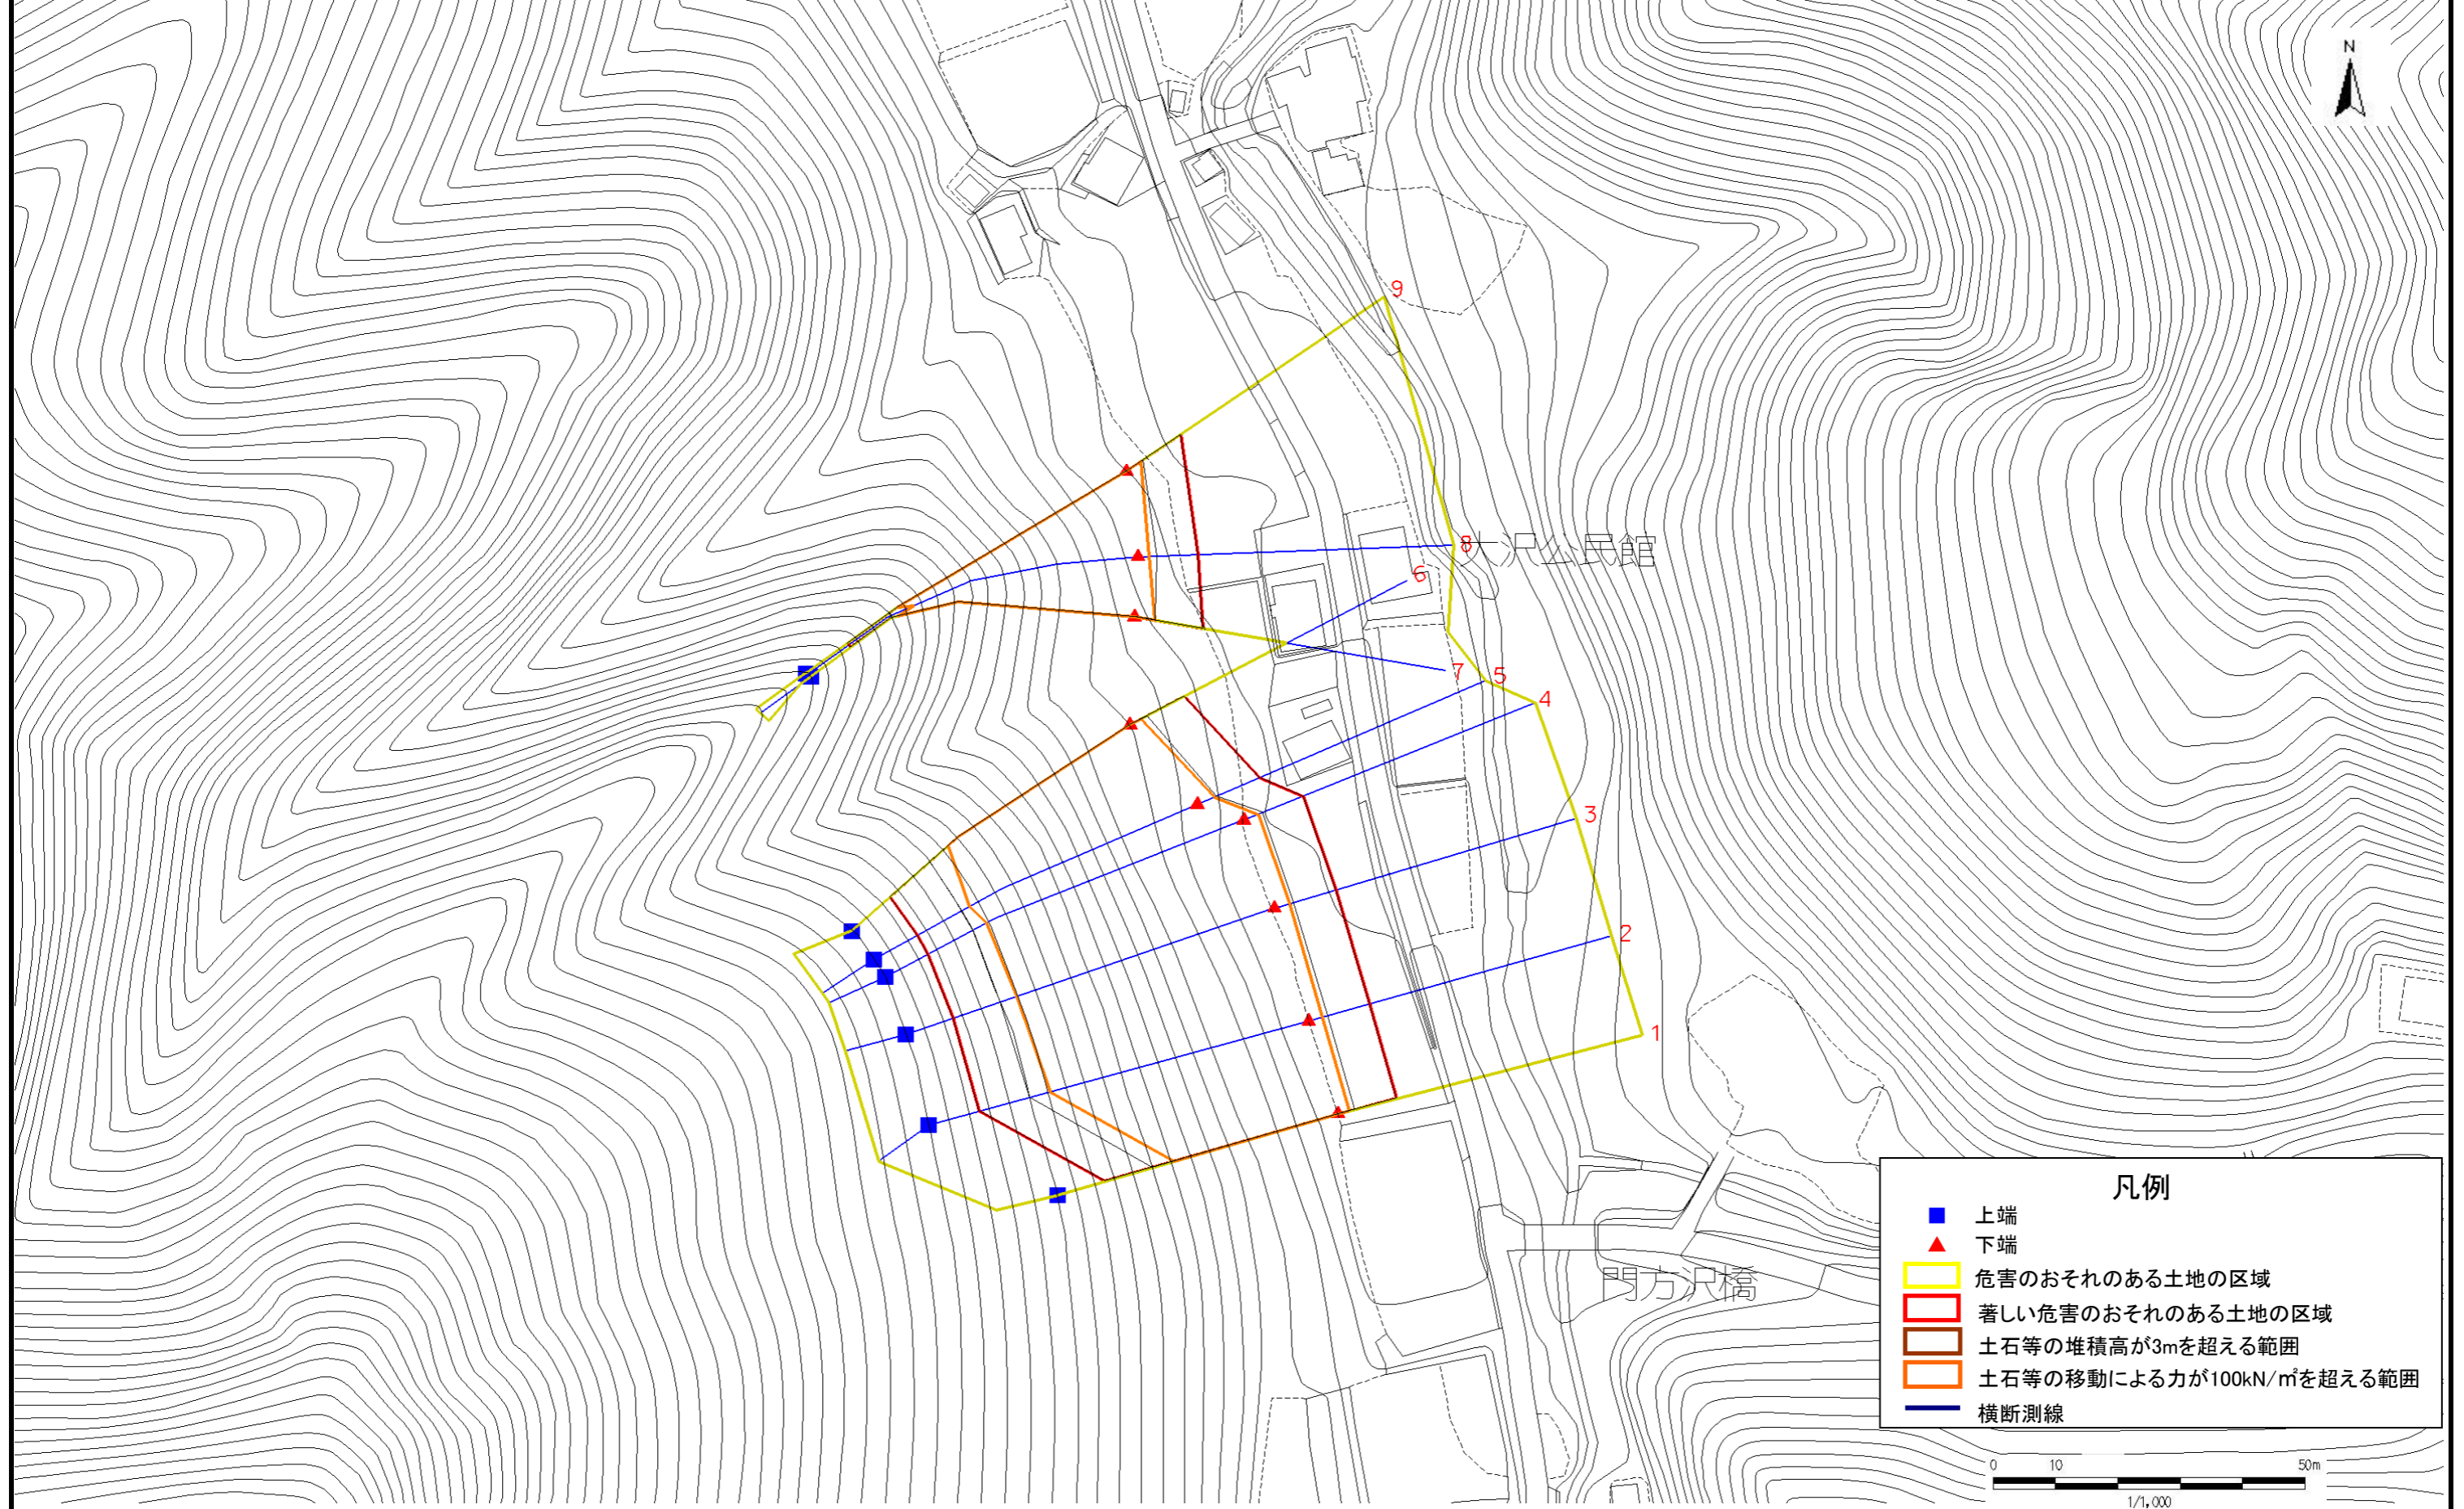 N
9
8
大沢公民館
6
7
5
4
3
2
1
門方沢橋
凡例
上端
下端
危害のおそれのある土地の区域
著しい危害のおそれのある土地の区域
土石等の堆積高が3mを超える範囲
土石等の移動による力が100kN/㎡を超える範囲
横断測線
0 10 50m
1/1,000